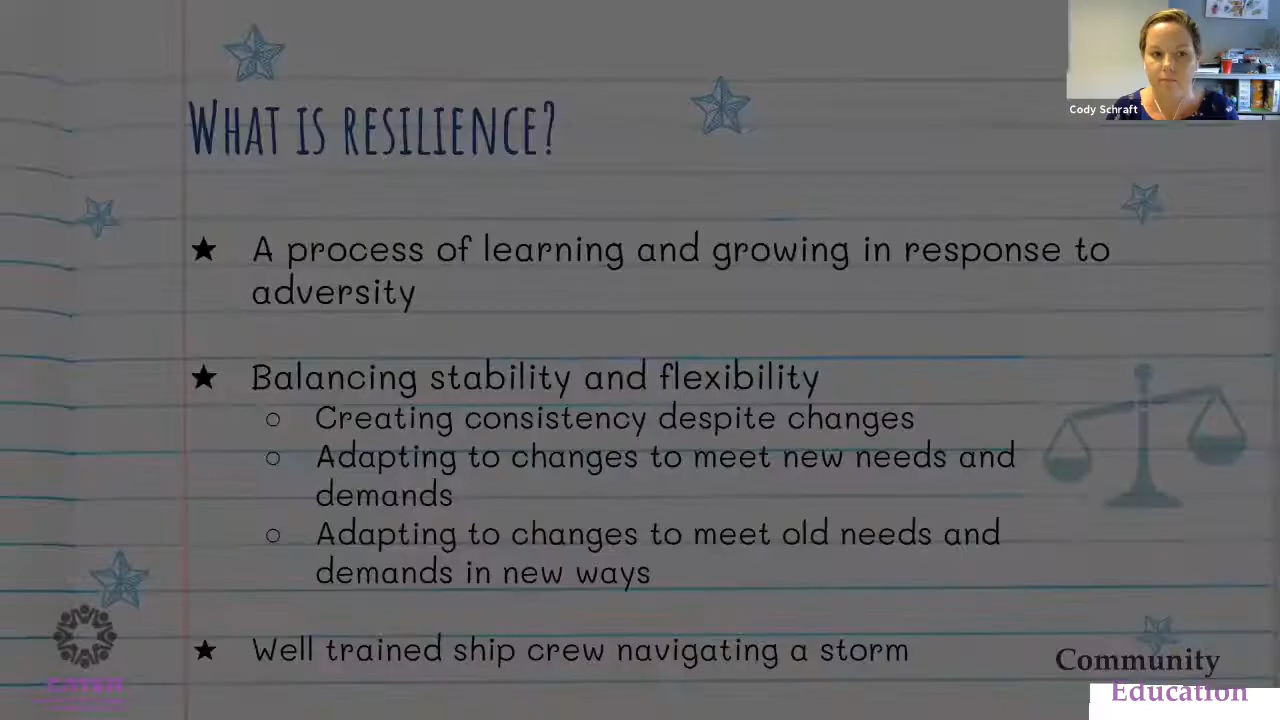 Cody Schraft
WHAT IS RESILIENCE?
★ A process of learning and growing in response to
adversity
★ Balancing stability and flexibility
○ Creating consistency despite changes
○ Adapting to changes to meet new needs and
demands
○ Adapting to changes to meet old needs and
demands in new ways
★ Well trained ship crew navigating a storm
Community
Education